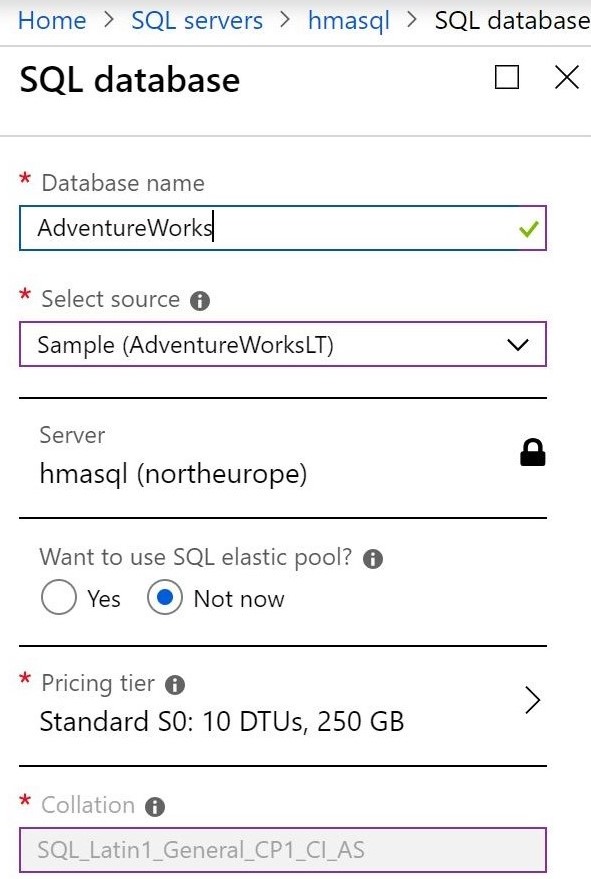 Home > SQL servers > hmasql > SQL database
SQL database
* Database name
AdventureWorks
* Select source
Sample (AdventureWorksLT)
Server
hmasql (northeurope)
Want to use SQL elastic pool?
Yes Not now
* Pricing tier
Standard S0: 10 DTUs, 250 GB
* Collation
SQL_Latin1_General_CP1_CI_AS